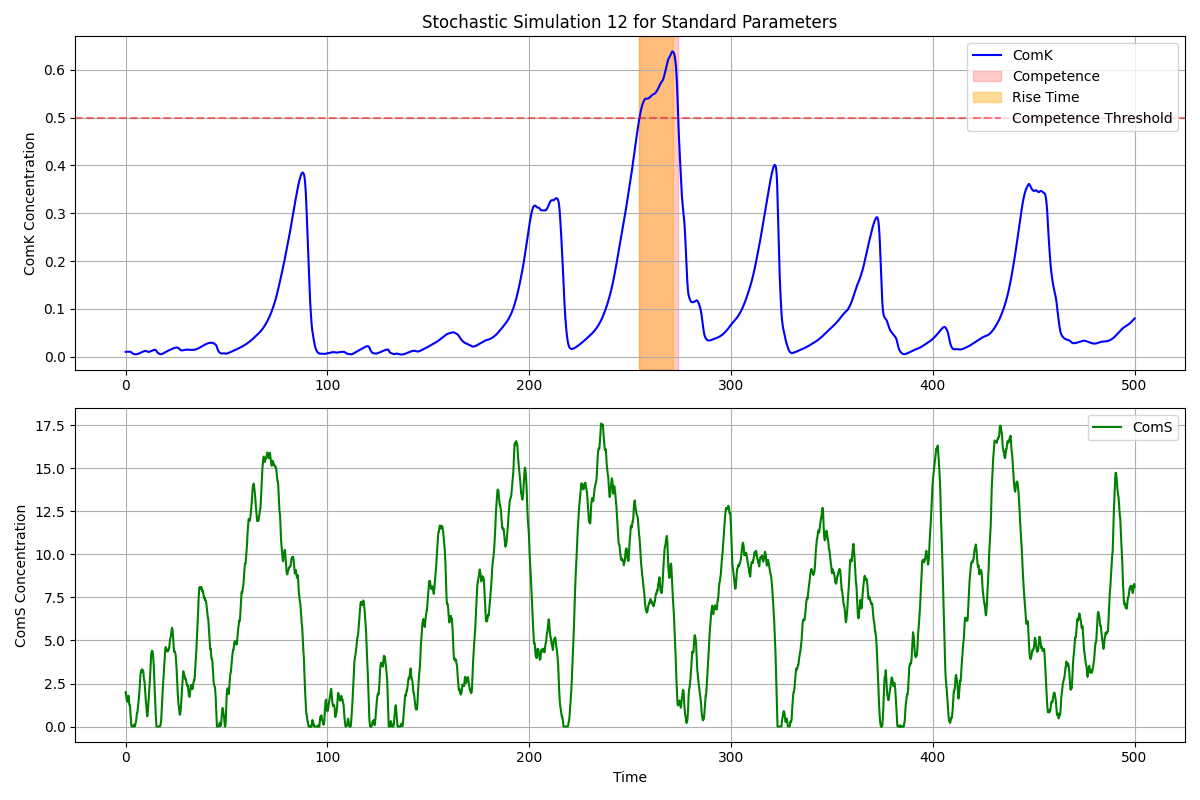 Stochastic Simulation 12 for Standard Parameters
ComK Concentration
0.6
0.5
0.4
0.3
0.2
0.1
0.0
ComK
Competence
Rise Time
Competence Threshold
0 100 200 300 400 500
ComS Concentration
17.5
15.0
12.5
10.0
7.5
5.0
2.5
0.0
ComS
0 100 200 300 400 500
Time